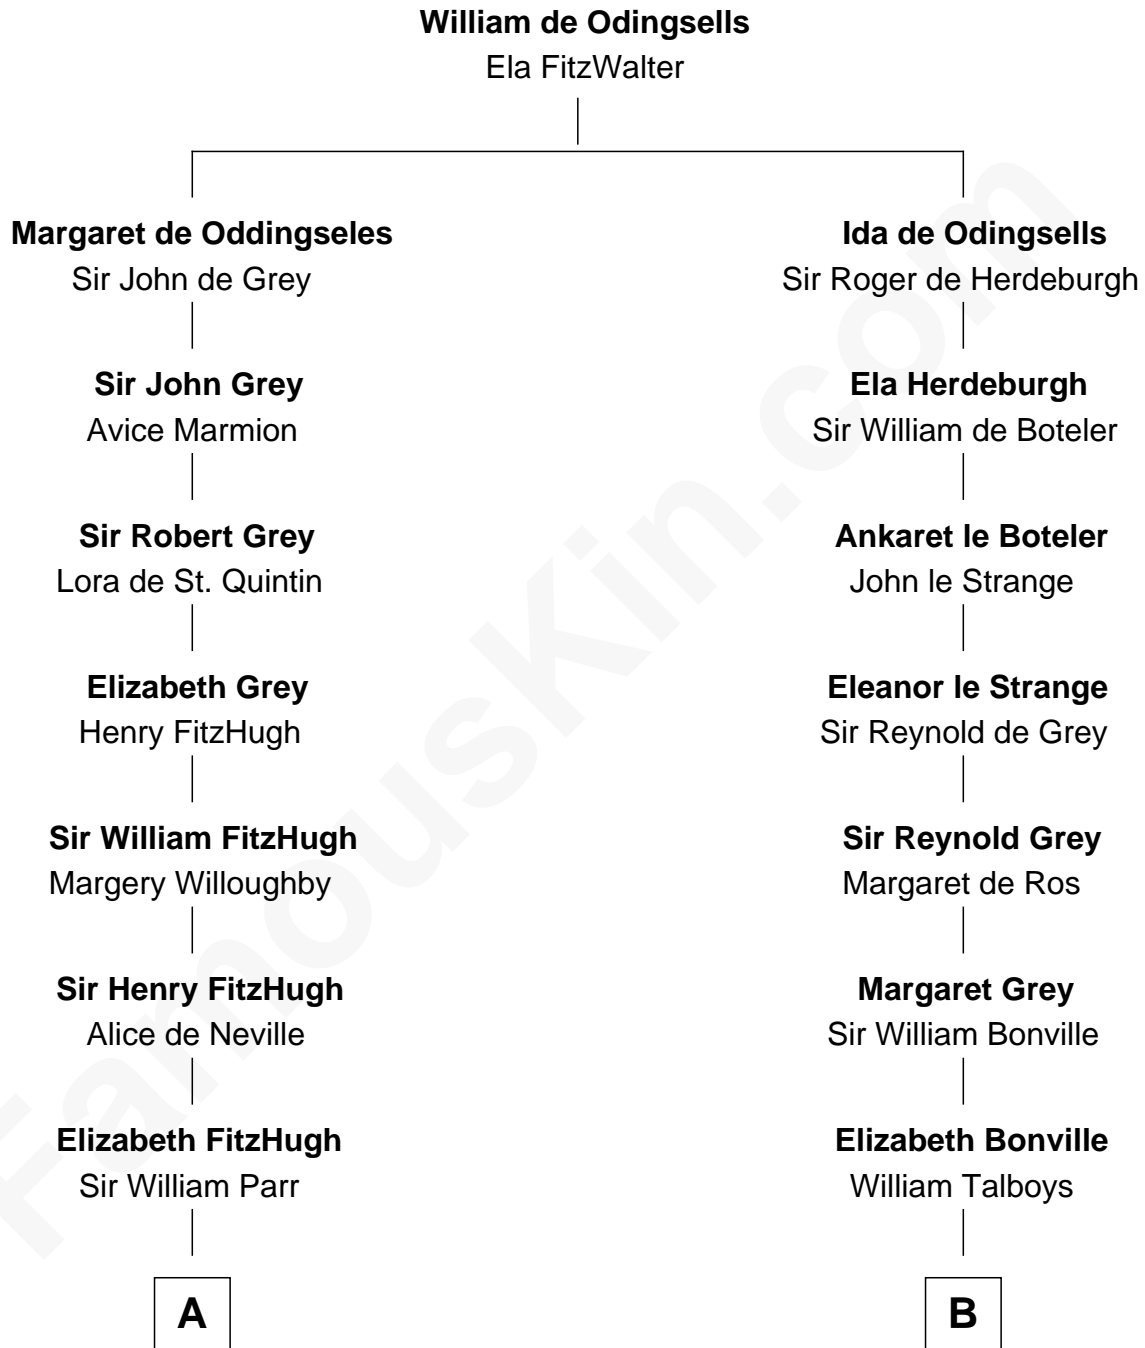 William de Odingsells
Ela FitzWalter
Margaret de Oddingseles
Sir John de Grey
Sir John Grey
Avice Marmion
Sir Robert Grey
Lora de St. Quintin
Elizabeth Grey
Henry FitzHugh
Sir William FitzHugh
Margery Willoughby
Sir Henry FitzHugh
Alice de Neville
Elizabeth FitzHugh
Sir William Parr
A
Ida de Odingsells
Sir Roger de Herdeburgh
Ela Herdeburgh
Sir William de Boteler
Ankaret le Boteler
John le Strange
Eleanor le Strange
Sir Reynold de Grey
Sir Reynold Grey
Margaret de Ros
Margaret Grey
Sir William Bonville
Elizabeth Bonville
William Talboys
B
FamousKin.com